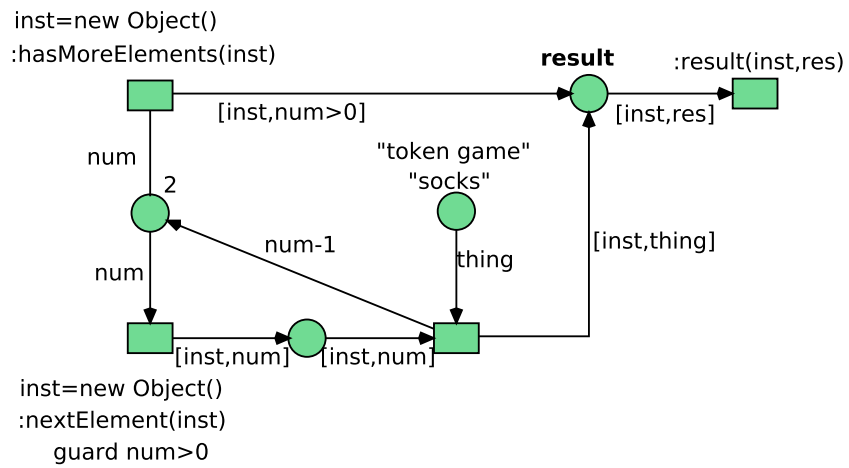 inst=new Object()
:hasMoreElements(inst)
result
:result(inst,res)
[inst,num>0]
[inst,res]
num
"token game"
"socks"
2
num-1
[inst,thing]
thing
num
[inst,num]
[inst,num]
inst=new Object()
:nextElement(inst)
guard num>0